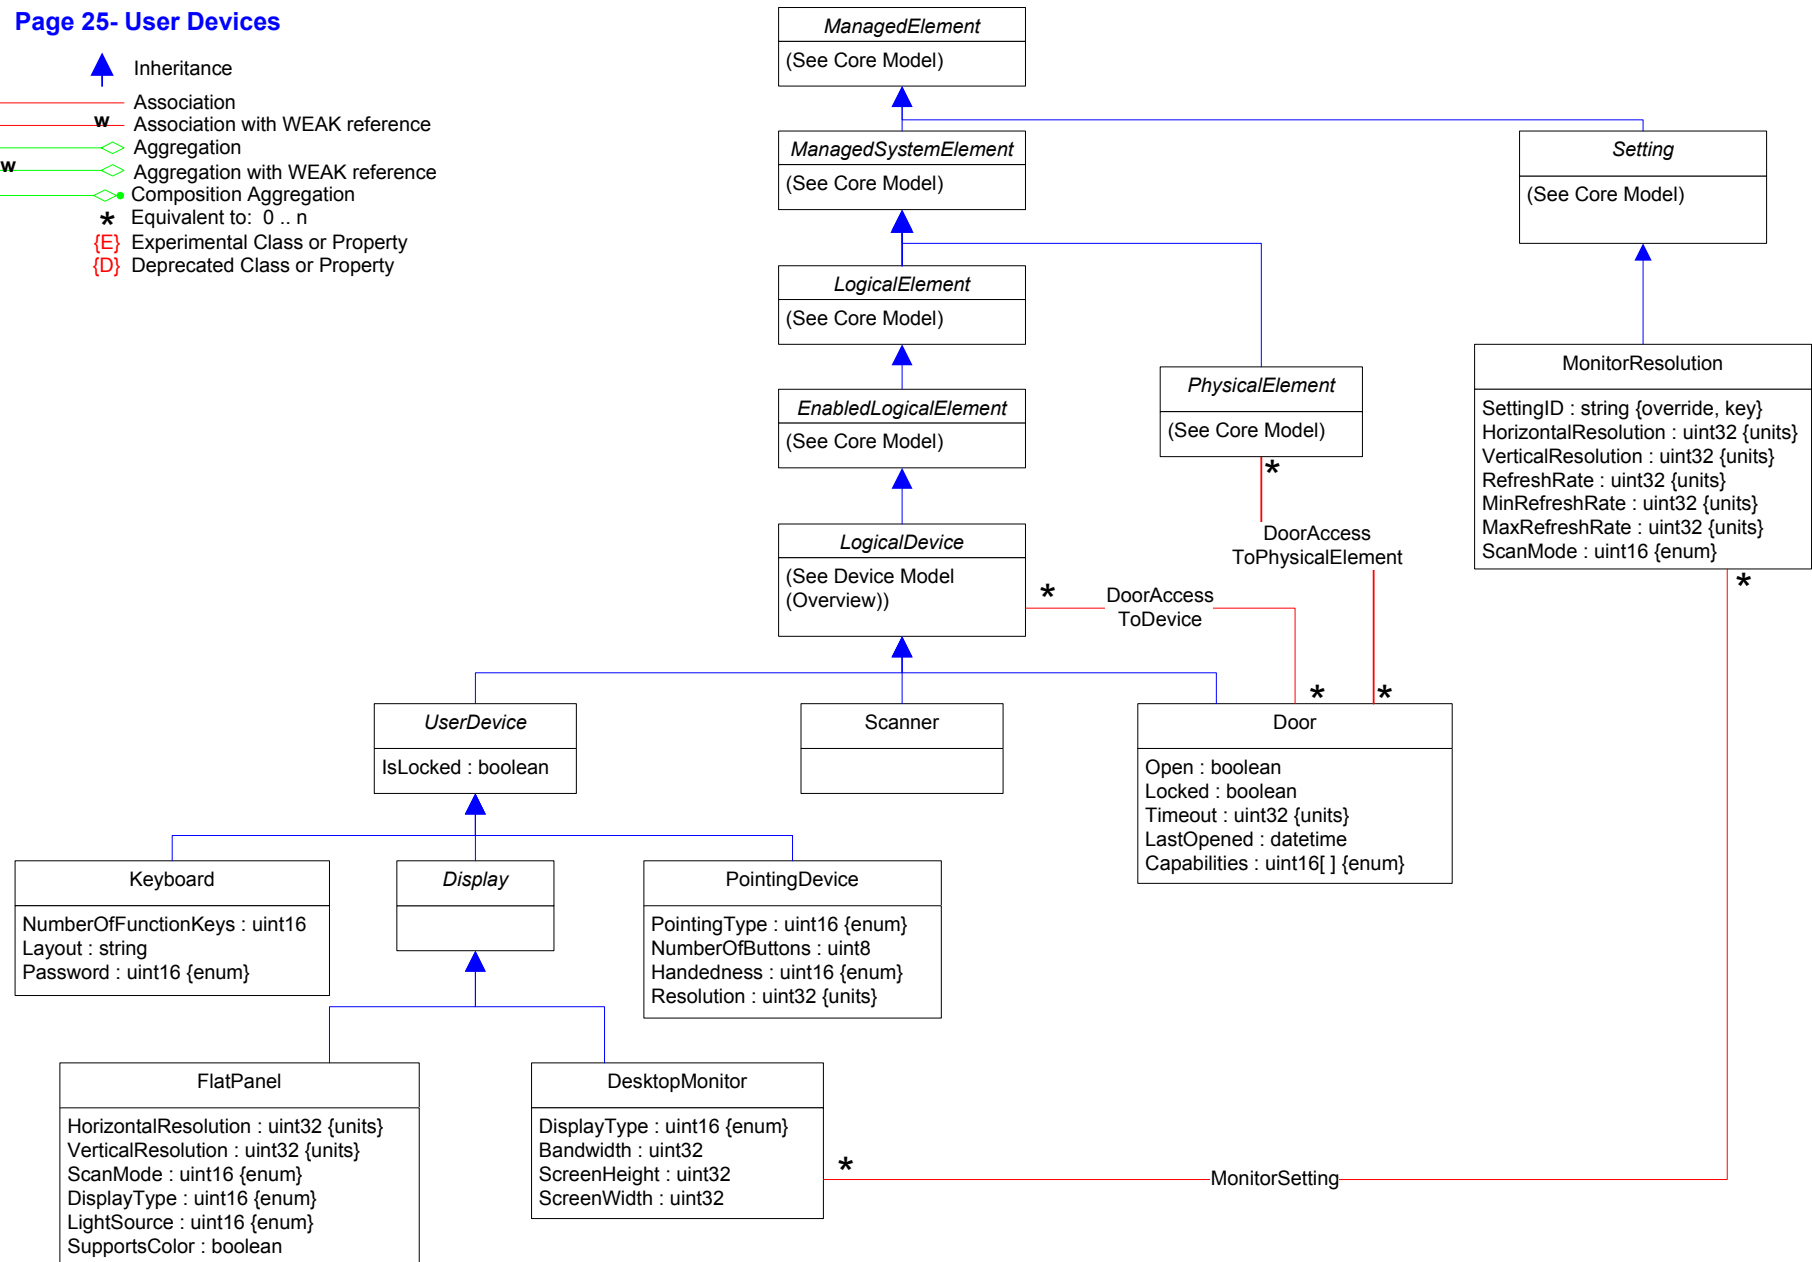 Page 25- User Devices
Inheritance
Association
w Association with WEAK reference
Aggregation
w Aggregation with WEAK reference
Composition Aggregation
* Equivalent to: 0 .. n
{E} Experimental Class or Property
{D} Deprecated Class or Property
ManagedElement
(See Core Model)
ManagedSystemElement
(See Core Model)
Setting
(See Core Model)
LogicalElement
(See Core Model)
EnabledLogicalElement
(See Core Model)
PhysicalElement
(See Core Model)
*
MonitorResolution
SettingID : string {override, key}
HorizontalResolution : uint32 {units}
VerticalResolution : uint32 {units}
RefreshRate : uint32 {units}
MinRefreshRate : uint32 {units}
MaxRefreshRate : uint32 {units}
ScanMode : uint16 {enum}
*
LogicalDevice
(See Device Model
(Overview))
*
DoorAccess
ToDevice
*
DoorAccess
ToPhysicalElement
*
UserDevice
IsLocked : boolean
Scanner
Door
Open : boolean
Locked : boolean
Timeout : uint32 {units}
LastOpened : datetime
Capabilities : uint16[ ] {enum}
Keyboard
NumberOfFunctionKeys : uint16
Layout : string
Password : uint16 {enum}
Display
PointingDevice
PointingType : uint16 {enum}
NumberOfButtons : uint8
Handedness : uint16 {enum}
Resolution : uint32 {units}
FlatPanel
HorizontalResolution : uint32 {units}
VerticalResolution : uint32 {units}
ScanMode : uint16 {enum}
DisplayType : uint16 {enum}
LightSource : uint16 {enum}
SupportsColor : boolean
DesktopMonitor
DisplayType : uint16 {enum}
Bandwidth : uint32
ScreenHeight : uint32
ScreenWidth : uint32
*
MonitorSetting